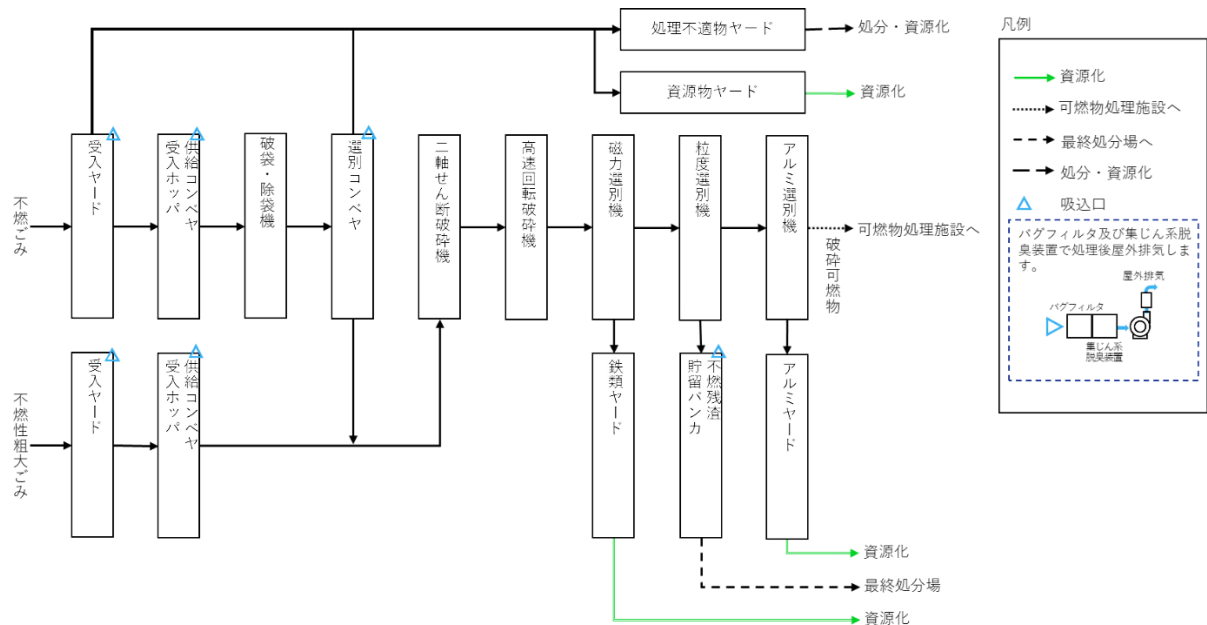 処理不適物ヤード
処分・資源化
資源物ヤード
資源化
不燃ごみ
受入ヤード
供給コンベヤ
受入ホッパ
破袋・除袋機
選別コンベヤ
二軸せん断破砕機
高速回転破砕機
磁力選別機
粒度選別機
アルミ選別機
可燃物処理施設へ
破砕可燃物
不燃性粗大ごみ
受入ヤード
供給コンベヤ
受入ホッパ
鉄類ヤード
不燃残渣
貯留バンカ
アルミヤード
資源化
最終処分場
資源化
凡例
資源化
可燃物処理施設へ
最終処分場へ
処分・資源化
吸込口
バグフィルタ及び集じん系脱
臭装置で処理後屋外排気しま
す。
屋外排気
バグフィルタ
集じん系
脱臭装置